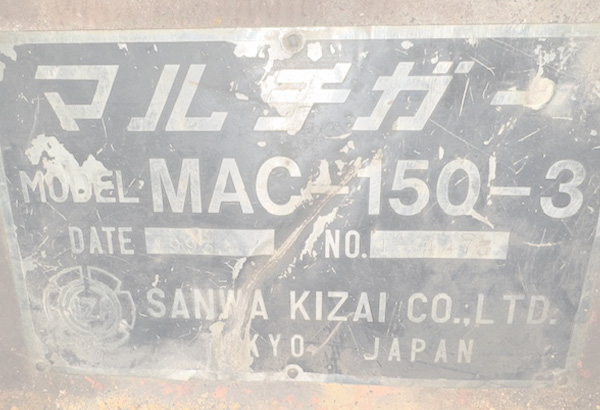 マルチガー
MODEL MAC-150-3
DATE NO.
SANWA KIZAI CO.,LTD.
JAPAN